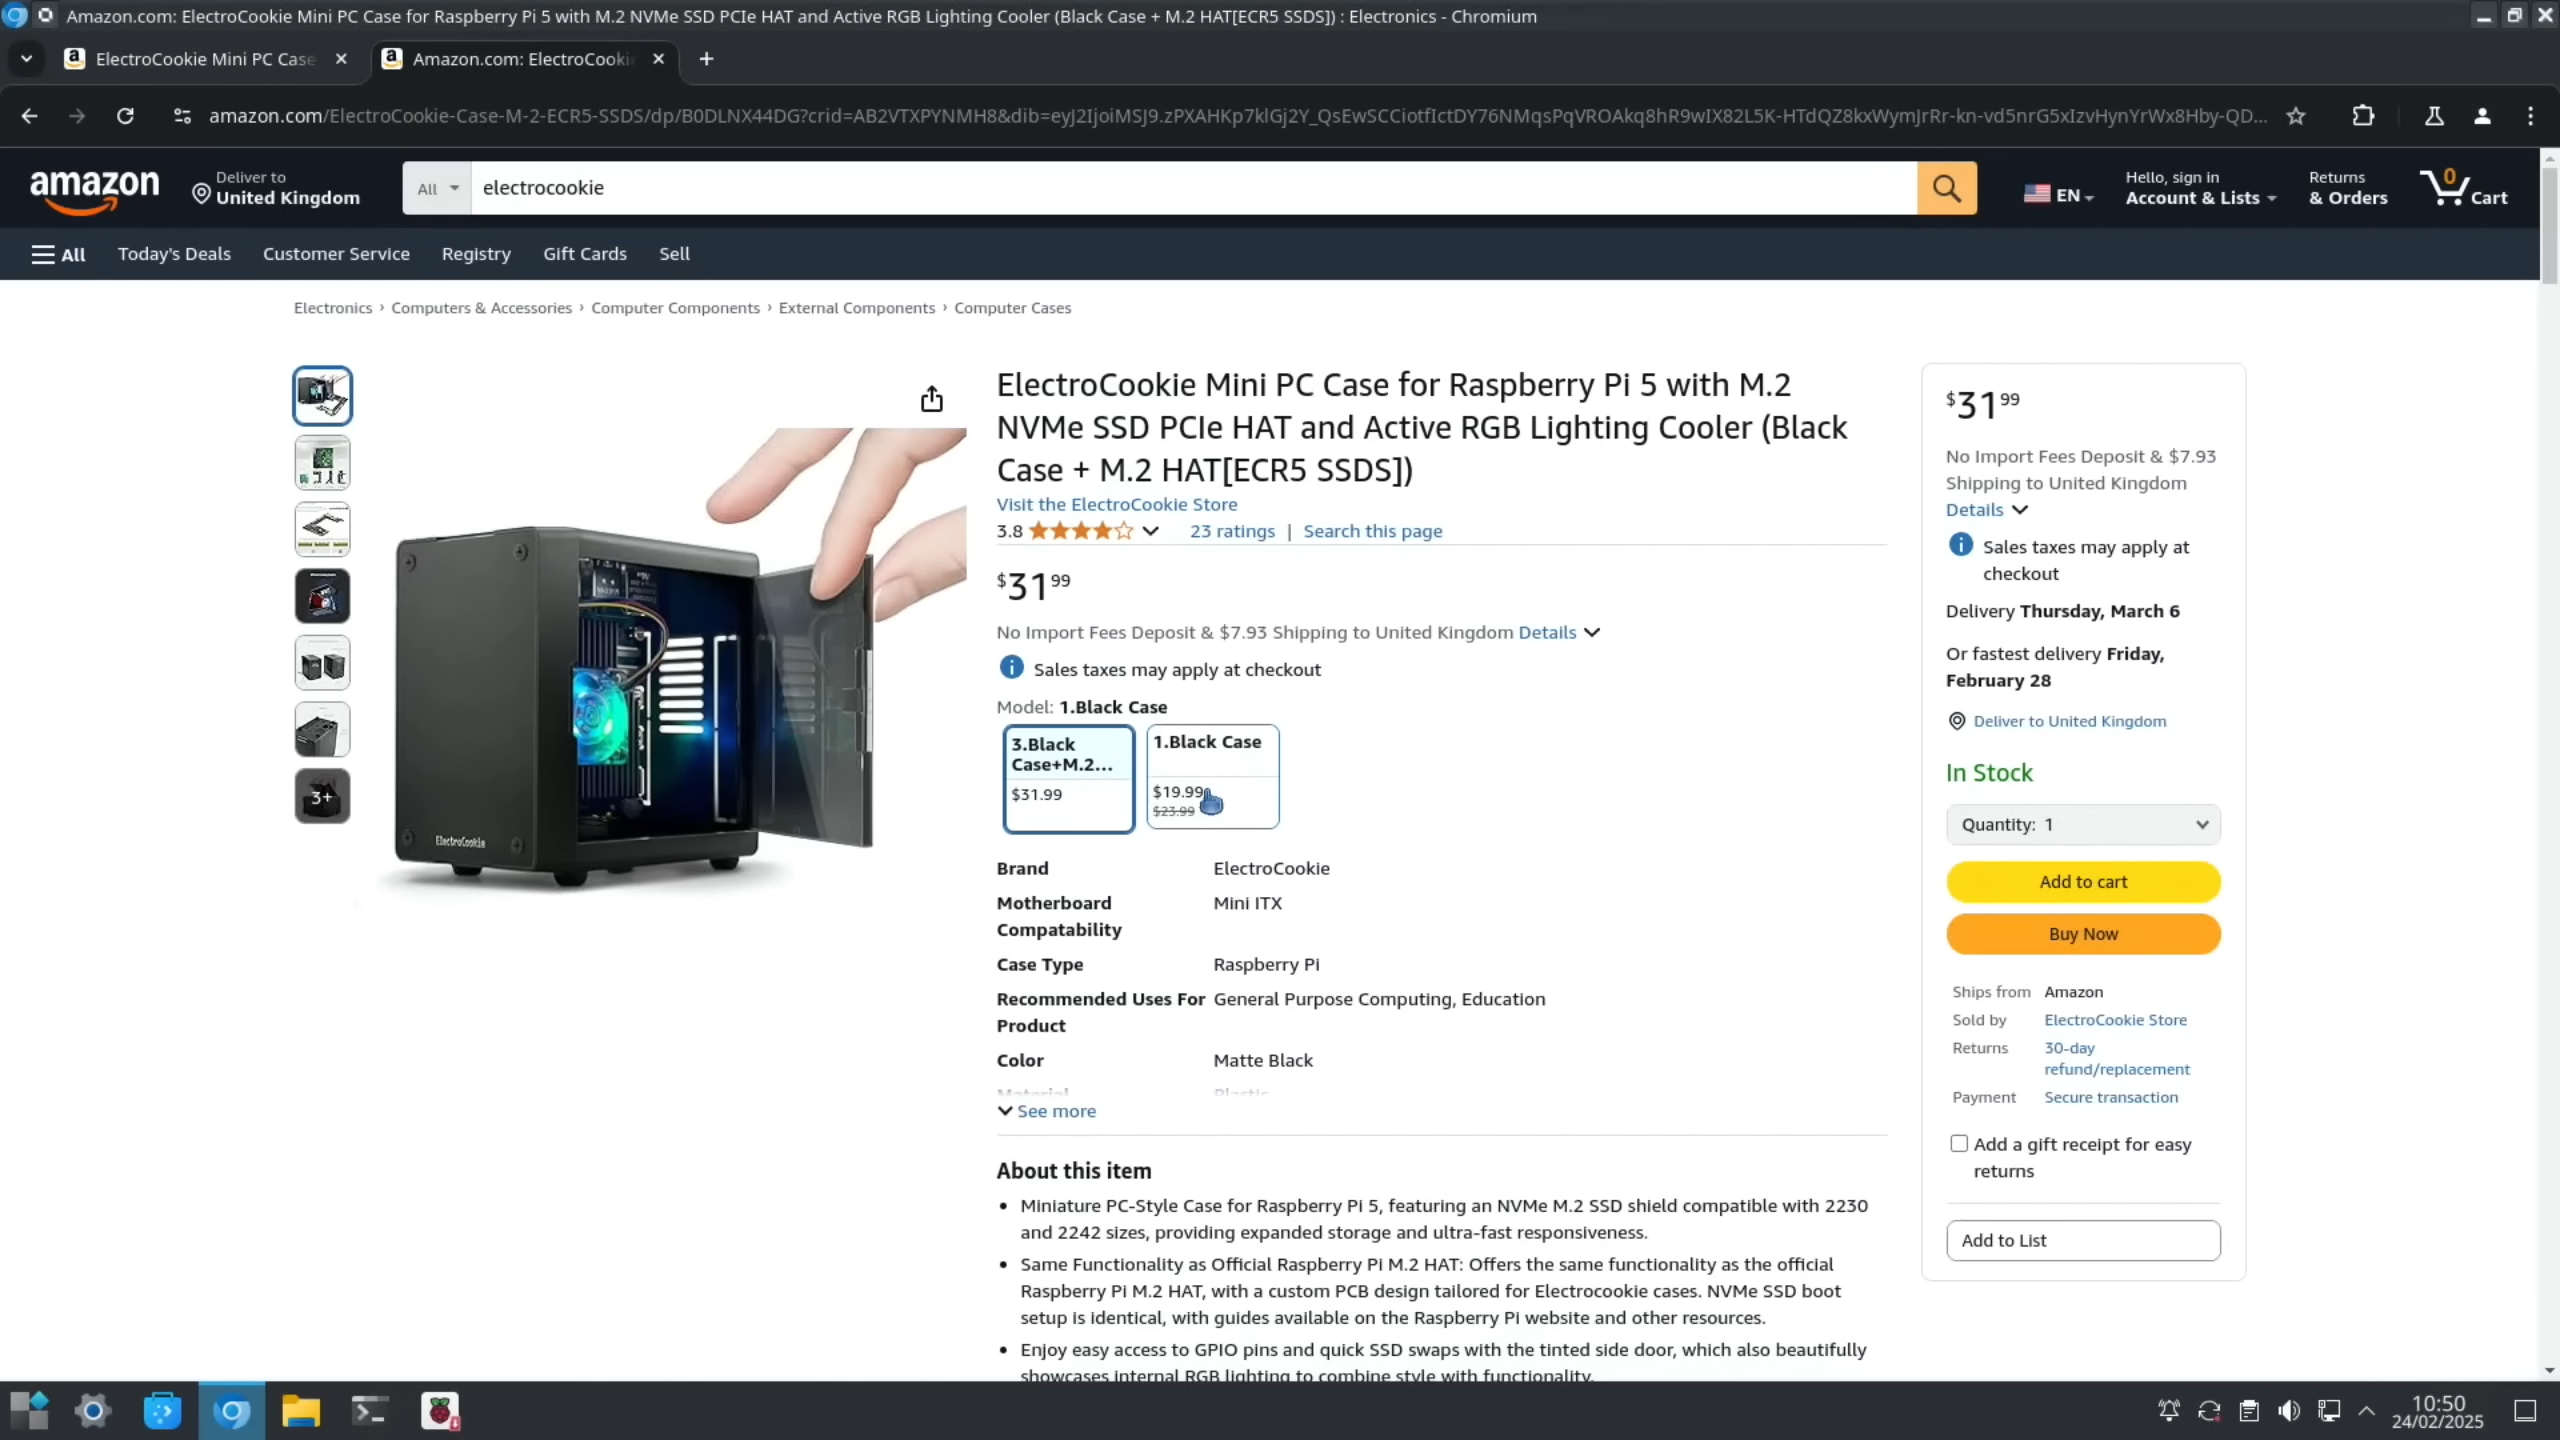 Amazon.com: ElectroCookie Mini PC Case for Raspberry Pi 5 with M.2 NVMe SSD PCIe HAT and Active RGB Lighting Cooler (Black Case + M.2 HAT[ECR5 SSDS]) : Electronics - Chromium
ElectroCookie Mini PC Case
Amazon.com: ElectroCooki
amazon.com/ElectroCookie-Case-M-2-ECR5-SSDS/dp/B0DLNX44DG?crid=AB2VTXPYNMH8&dib=eyJ2IjoiMSJ9.zPXAHKp7klGj2Y_QsEwSCCiotfIctDY76NMqsPqVROAkq8hR9wIX82L5K-HTdQZ8kxWymJrRr-kn-vd5nrG5xIzvHynYrWx8Hby-QD...
amazon
Deliver to
United Kingdom
All
electrocookie
EN
Hello, sign in
Account & Lists
Returns
& Orders
0
Cart
All
Today's Deals
Customer Service
Registry
Gift Cards
Sell
Electronics › Computers & Accessories › Computer Components › External Components › Computer Cases
3+
ElectroCookie
ElectroCookie Mini PC Case for Raspberry Pi 5 with M.2
NVMe SSD PCIe HAT and Active RGB Lighting Cooler (Black
Case + M.2 HAT[ECR5 SSDS])
Visit the ElectroCookie Store
3.8
23 ratings | Search this page
$31.99
No Import Fees Deposit & $7.93 Shipping to United Kingdom Details
Sales taxes may apply at checkout
Model: 1.Black Case
3.Black
Case+M.2...
$31.99
1.Black Case
$19.99
$23.99
Brand ElectroCookie
Motherboard Mini ITX
Compatability
Case Type Raspberry Pi
Recommended Uses For General Purpose Computing, Education
Product
Color Matte Black
Material Plastic
See more
About this item
• Miniature PC-Style Case for Raspberry Pi 5, featuring an NVMe M.2 SSD shield compatible with 2230
and 2242 sizes, providing expanded storage and ultra-fast responsiveness.
• Same Functionality as Official Raspberry Pi M.2 HAT: Offers the same functionality as the official
Raspberry Pi M.2 HAT, with a custom PCB design tailored for Electrocookie cases. NVMe SSD boot
setup is identical, with guides available on the Raspberry Pi website and other resources.
• Enjoy easy access to GPIO pins and quick SSD swaps with the tinted side door, which also beautifully
showcases internal RGB lighting to combine style with functionality.
$31.99
No Import Fees Deposit & $7.93
Shipping to United Kingdom
Details
Sales taxes may apply at
checkout
Delivery Thursday, March 6
Or fastest delivery Friday,
February 28
Deliver to United Kingdom
In Stock
Quantity: 1
Add to cart
Buy Now
Ships from Amazon
Sold by ElectroCookie Store
Returns 30-day
refund/replacement
Payment Secure transaction
Add a gift receipt for easy
returns
Add to List
10:50
24/02/2025